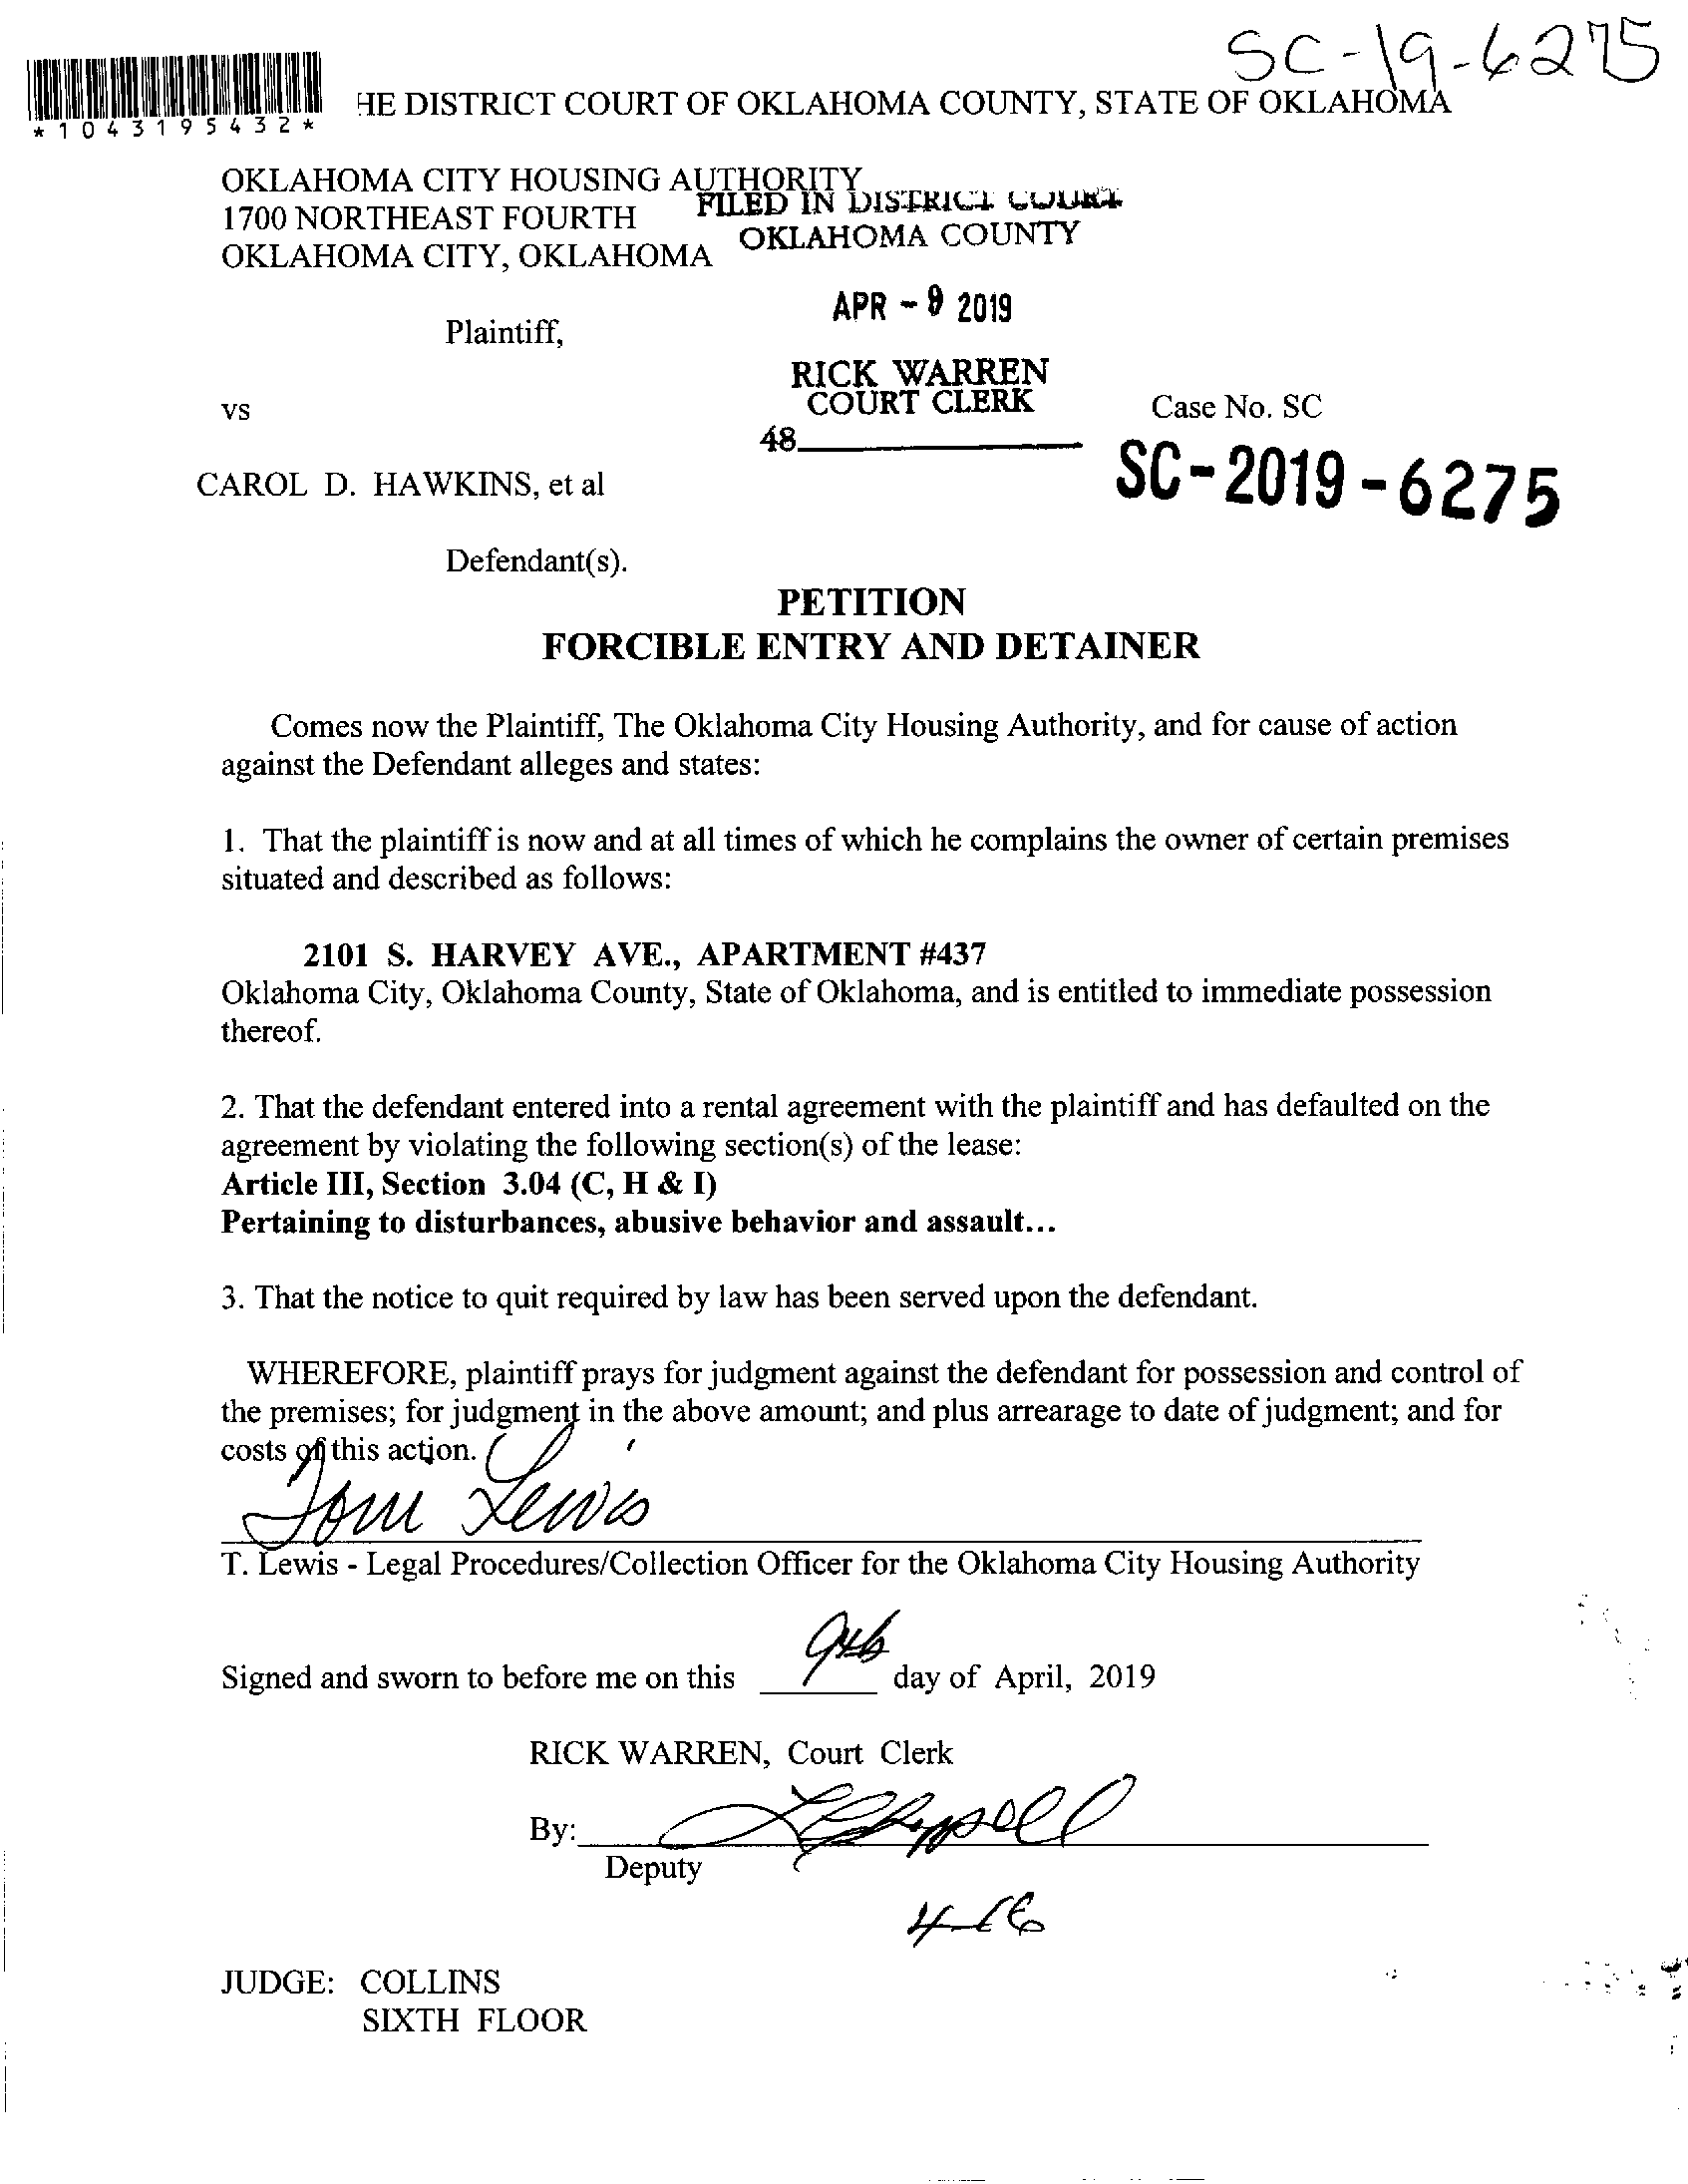 SC-19-6275
*1043195432*
HE DISTRICT COURT OF OKLAHOMA COUNTY, STATE OF OKLAHOMA
OKLAHOMA CITY HOUSING AUTHORITY
1700 NORTHEAST FOURTH
OKLAHOMA CITY, OKLAHOMA
FILED IN DISTRICT COURT
OKLAHOMA COUNTY
APR - 9 2019
Plaintiff,
RICK WARREN
COURT CLERK
48
vs
Case No. SC
SC-2019-6275
CAROL D. HAWKINS, et al
Defendant(s).
PETITION
FORCIBLE ENTRY AND DETAINER
Comes now the Plaintiff, The Oklahoma City Housing Authority, and for cause of action
against the Defendant alleges and states:
1. That the plaintiff is now and at all times of which he complains the owner of certain premises
situated and described as follows:
2101 S. HARVEY AVE., APARTMENT #437
Oklahoma City, Oklahoma County, State of Oklahoma, and is entitled to immediate possession
thereof.
2. That the defendant entered into a rental agreement with the plaintiff and has defaulted on the
agreement by violating the following section(s) of the lease:
Article III, Section 3.04 (C, H & I)
Pertaining to disturbances, abusive behavior and assault...
3. That the notice to quit required by law has been served upon the defendant.
WHEREFORE, plaintiff prays for judgment against the defendant for possession and control of
the premises; for judgment in the above amount; and plus arrearage to date of judgment; and for
costs of this action.
Tom Lewis
T. Lewis - Legal Procedures/Collection Officer for the Oklahoma City Housing Authority
Signed and sworn to before me on this 9th day of April, 2019
RICK WARREN, Court Clerk
By:
Deputy
4-16
JUDGE: COLLINS
SIXTH FLOOR